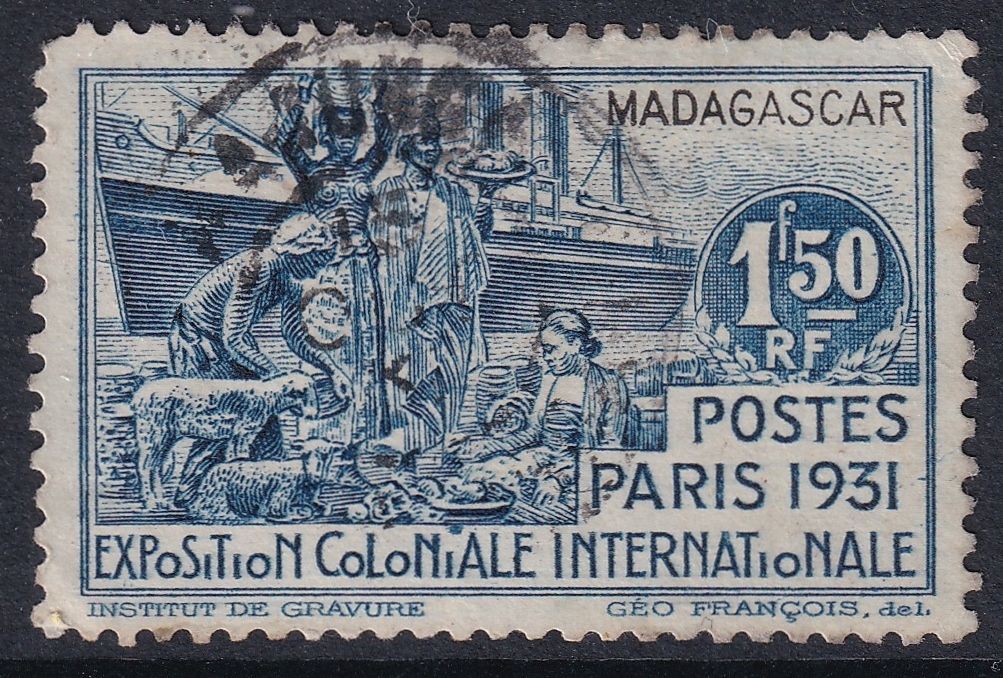 MADAGASCAR
1f50
RF
POSTES
PARIS 1931
EXPOSITION COLONIALE INTERNATIONALE
INSTITUT DE GRAVURE GÉO FRANÇOIS, del.